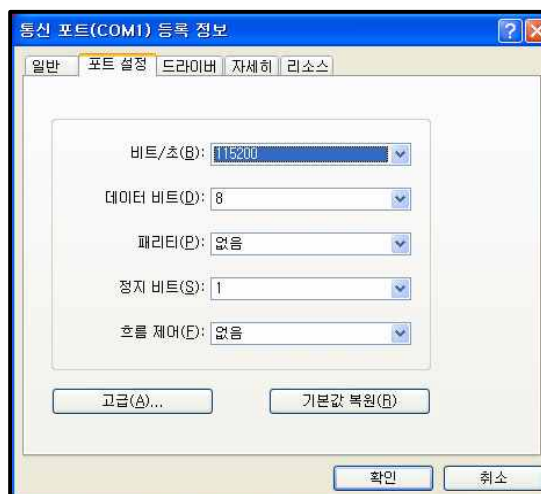 통신 포트(COM1) 등록 정보
일반 포트 설정 드라이버 자세히 리소스
비트/초(B): 115200
데이터 비트(D): 8
패리티(P): 없음
정지 비트(S): 1
흐름 제어(F): 없음
고급(A)... 기본값 복원(R)
확인 취소